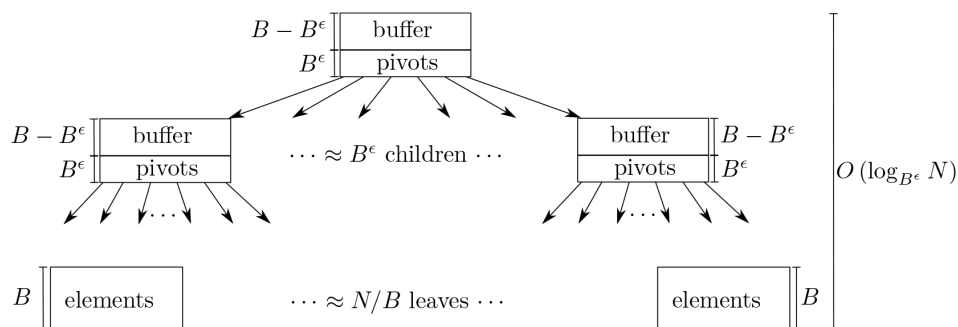 B − B^ϵ buffer
B^ϵ pivots
B − B^ϵ buffer buffer B − B^ϵ
⋯ ≈ B^ϵ children ⋯
B^ϵ pivots pivots B^ϵ
O (log_{B^ϵ} N)
⋯ ⋯
B elements ⋯ ≈ N/B leaves ⋯ elements B